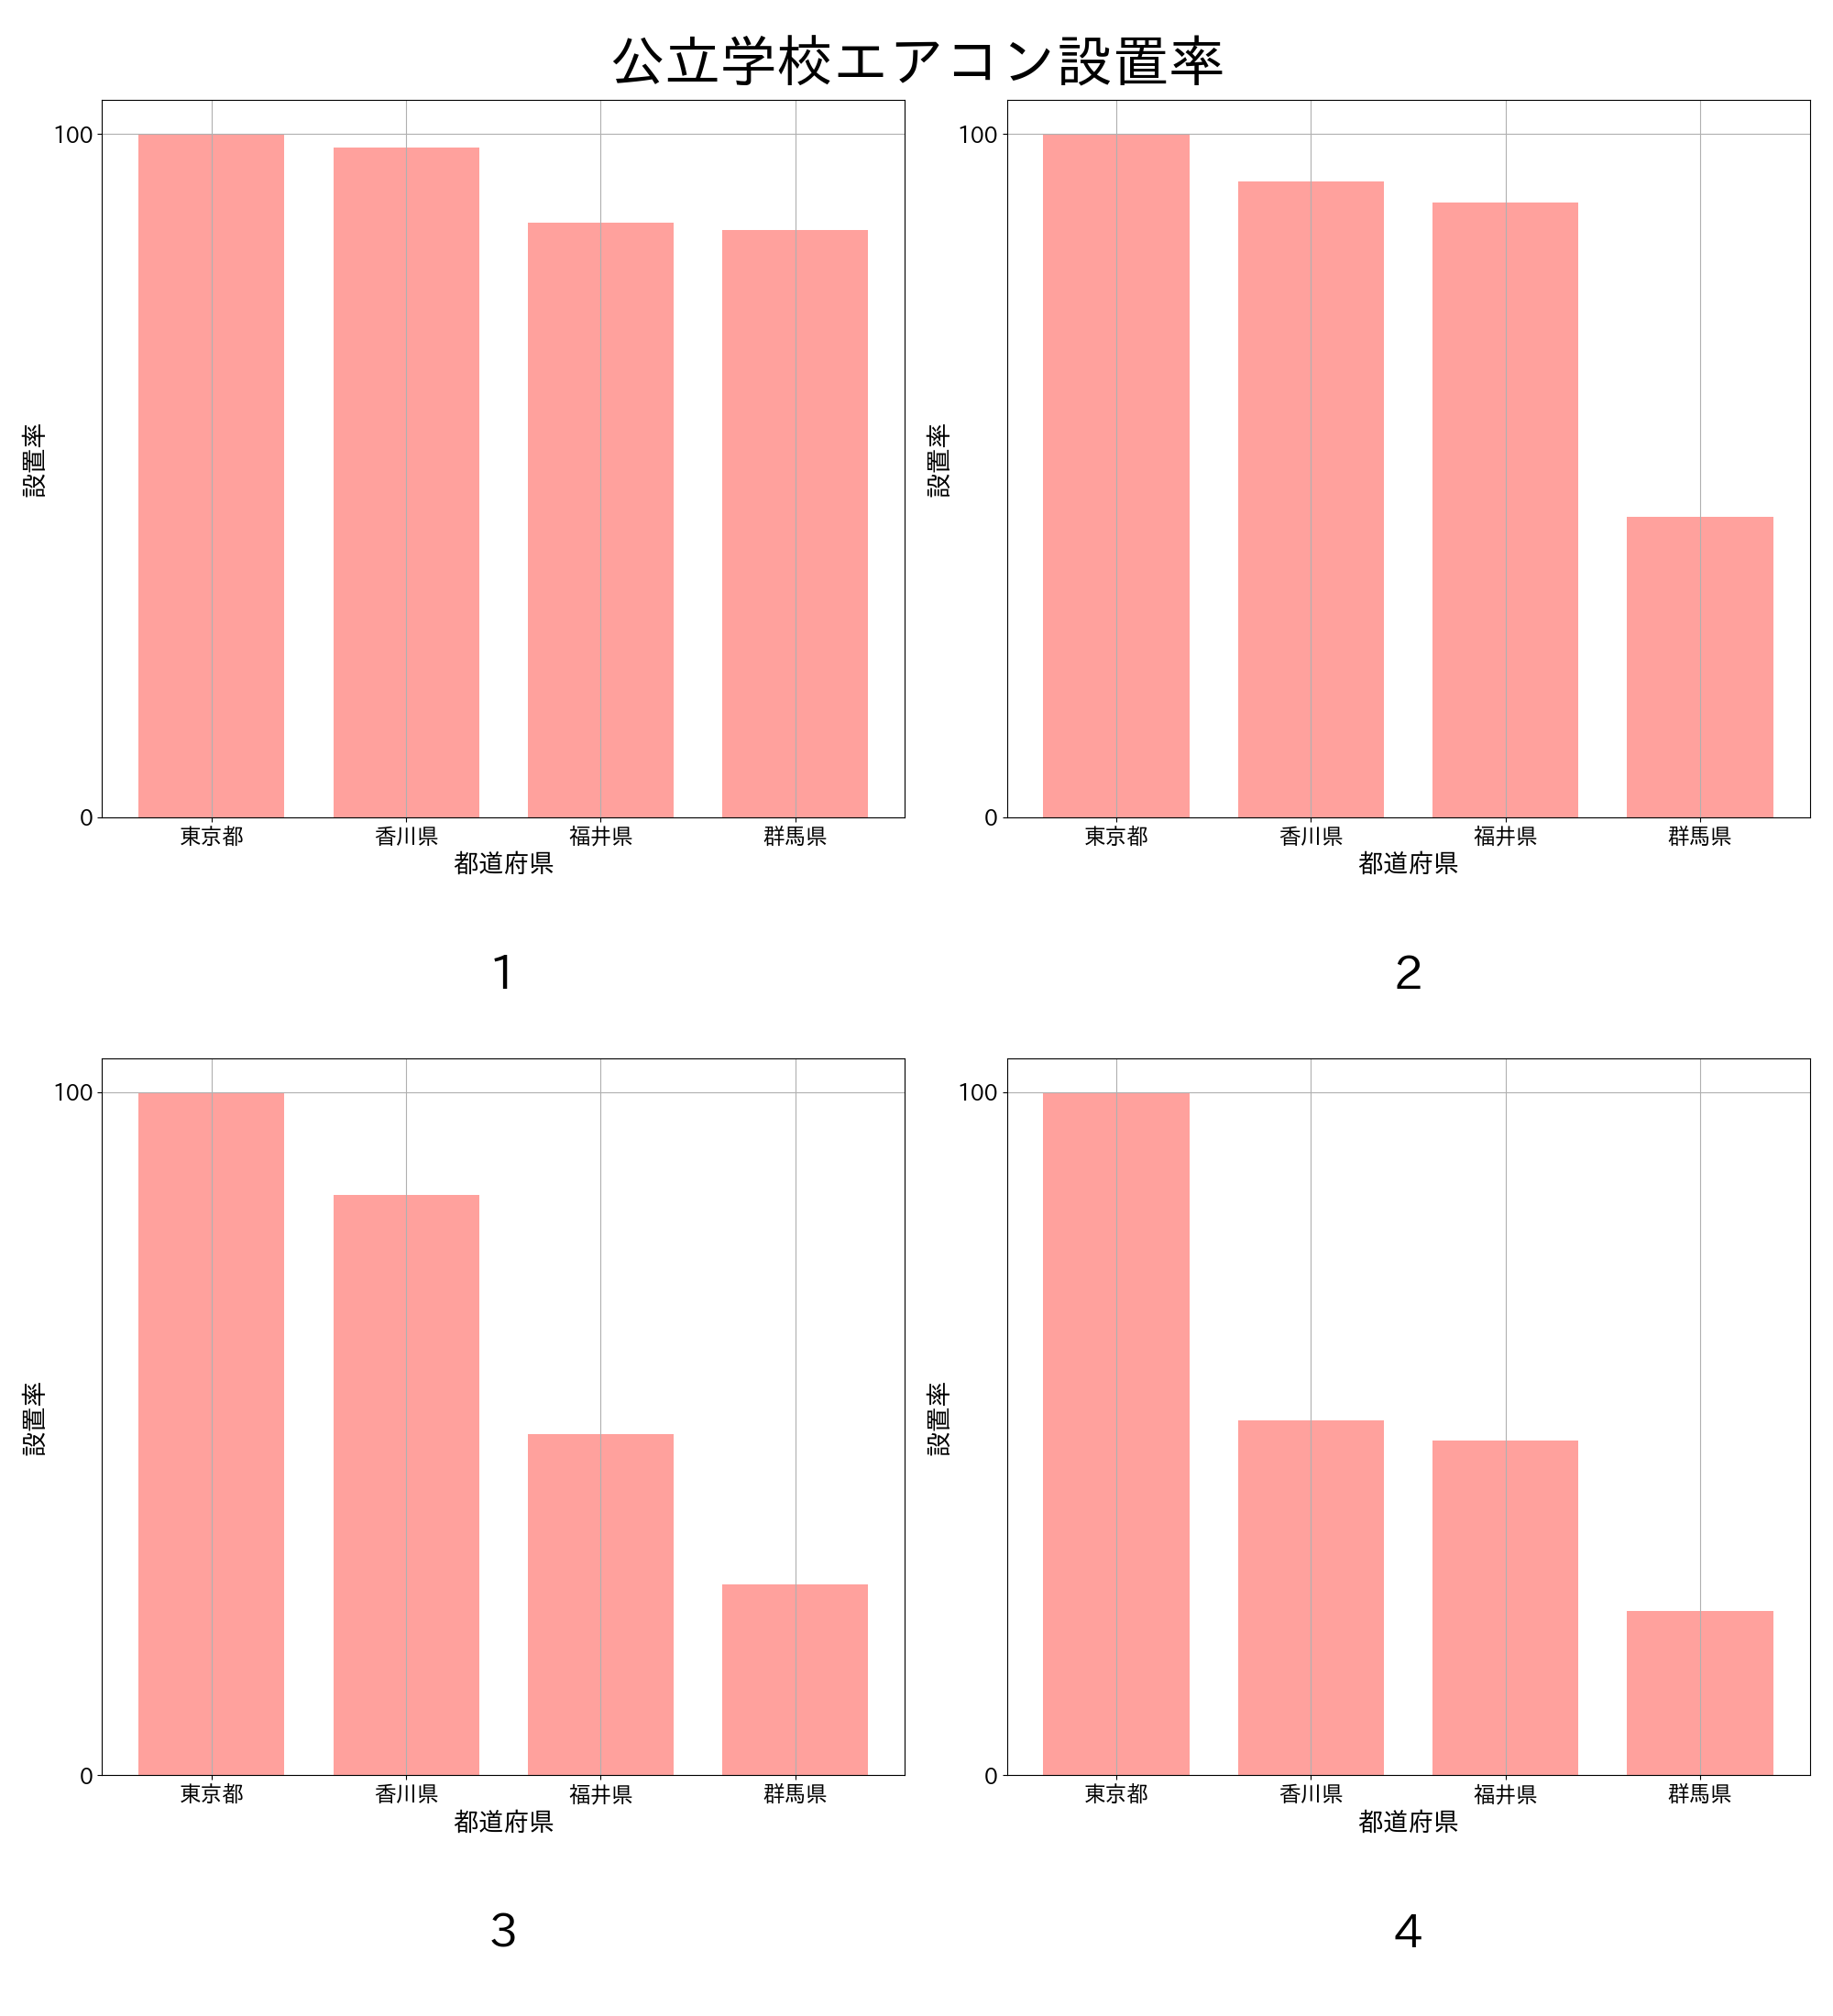 公立学校エアコン設置率
100
0
設置率
東京都 香川県 福井県 群馬県
都道府県
1
100
0
設置率
東京都 香川県 福井県 群馬県
都道府県
2
100
0
設置率
東京都 香川県 福井県 群馬県
都道府県
3
100
0
設置率
東京都 香川県 福井県 群馬県
都道府県
4